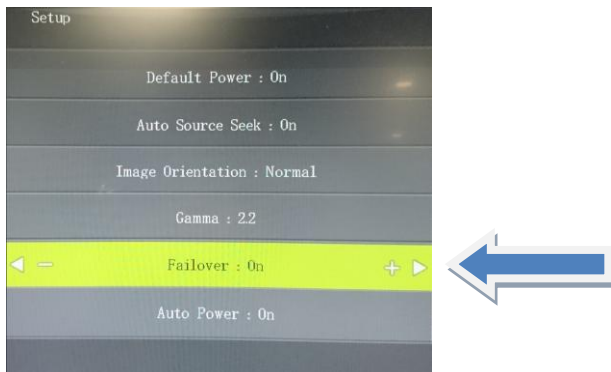 Setup
Default Power : On
Auto Source Seek : On
Image Orientation : Normal
Gamma : 2.2
Failover : On
Auto Power : On